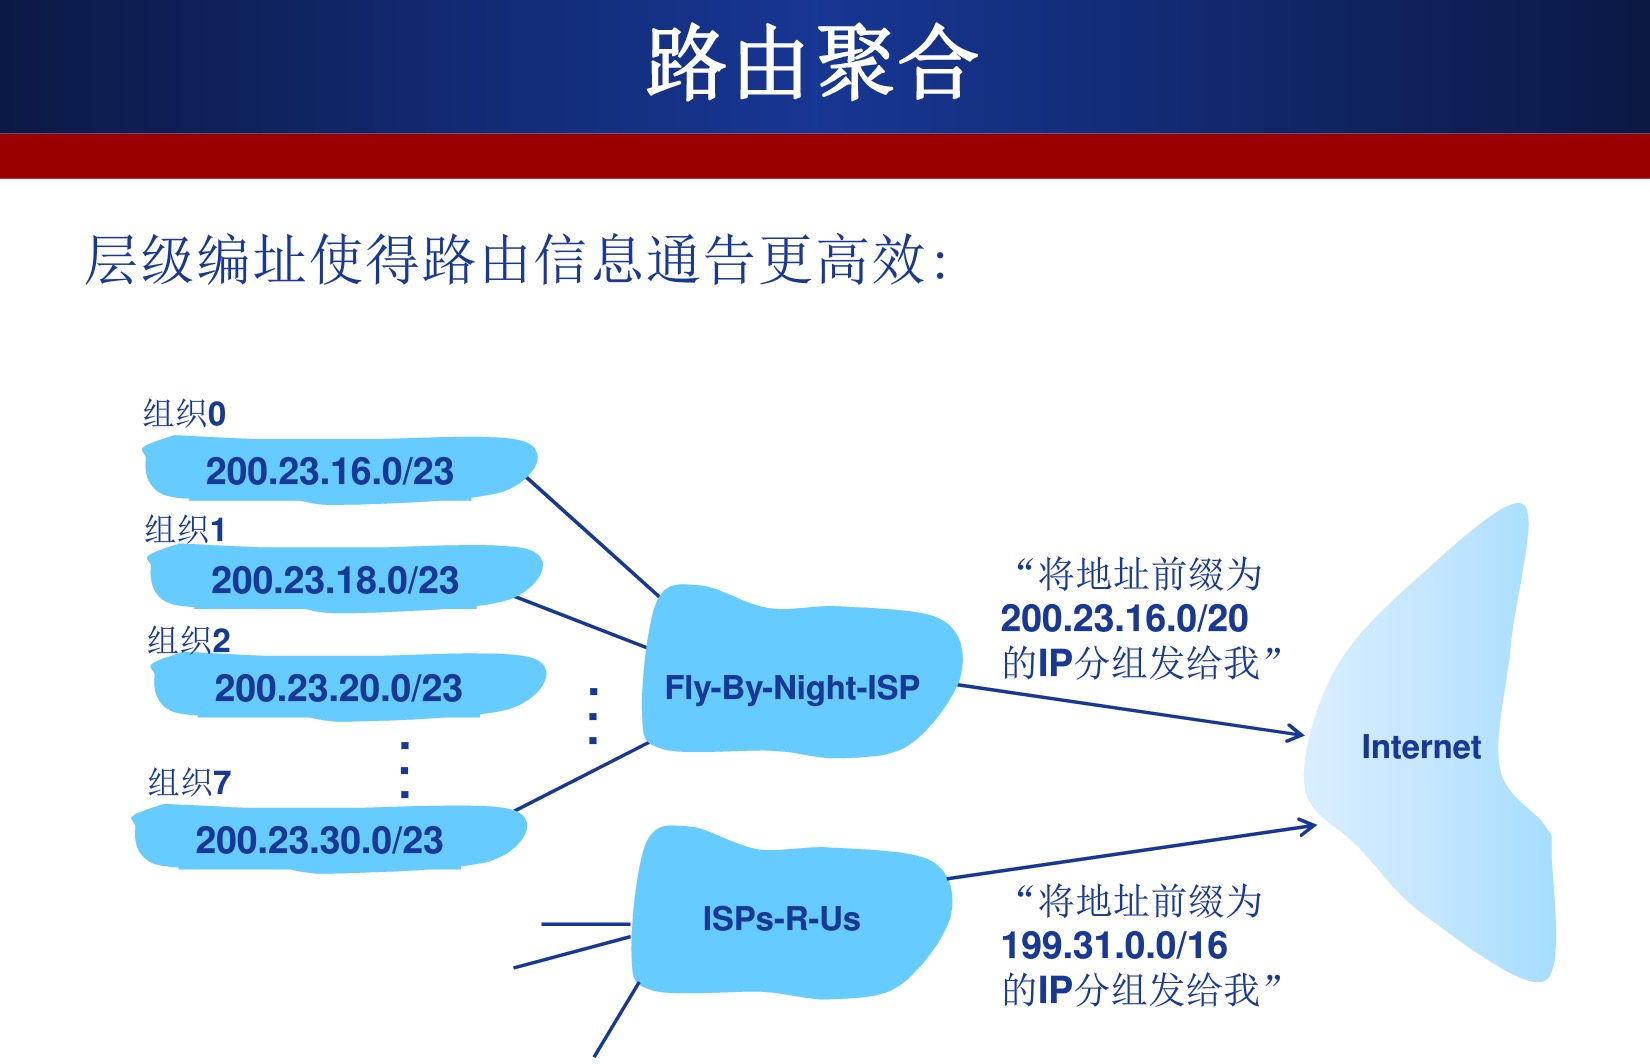 路由聚合
层级编址使得路由信息通告更高效：
组织0
200.23.16.0/23
组织1
200.23.18.0/23
组织2
200.23.20.0/23
组织7
200.23.30.0/23
Fly-By-Night-ISP
“将地址前缀为
200.23.16.0/20
的IP分组发给我”
Internet
ISPs-R-Us
“将地址前缀为
199.31.0.0/16
的IP分组发给我”